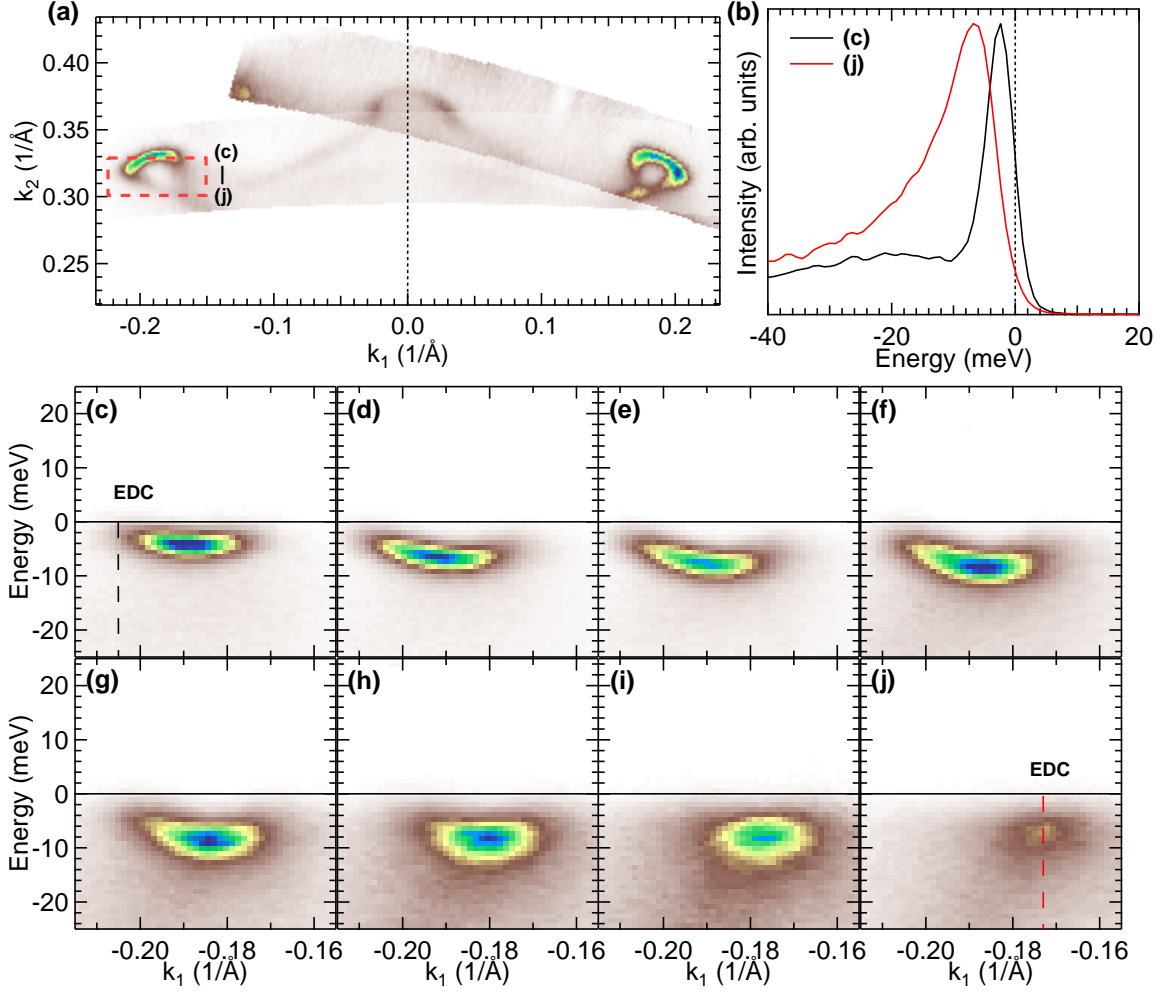 (a)
0.40
0.35
0.30
0.25
k2 (1/Å)
(c)
(j)
-0.2
-0.1
0.0
0.1
0.2
k1 (1/Å)
(b)
(c)
(j)
Intensity (arb. units)
-40
-20
0
20
Energy (meV)
(c)
(d)
(e)
(f)
20
10
0
-10
-20
Energy (meV)
EDC
(g)
(h)
(i)
(j)
20
10
0
-10
-20
Energy (meV)
EDC
-0.20
-0.18
-0.16
-0.20
-0.18
-0.16
-0.20
-0.18
-0.16
-0.20
-0.18
-0.16
k1 (1/Å)
k1 (1/Å)
k1 (1/Å)
k1 (1/Å)